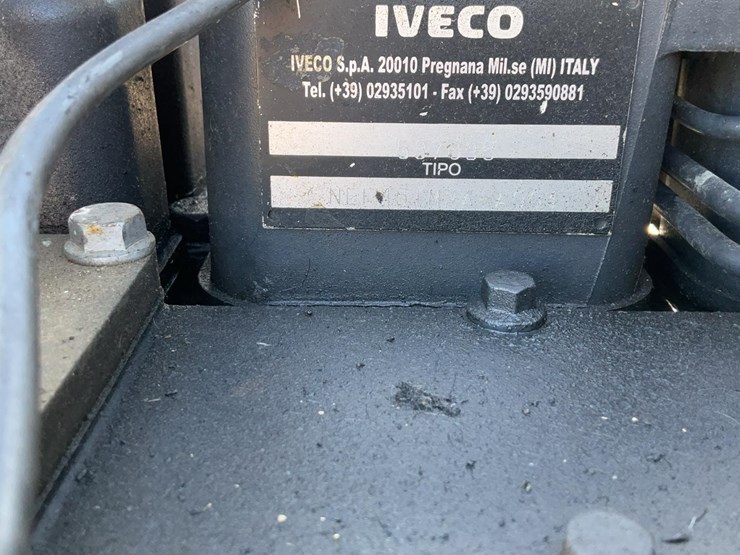 IVECO
IVECO S.p.A. 20010 Pregnana Mil.se (MI) ITALY
Tel. (+39) 02935101 - Fax (+39) 0293590881
TIPO